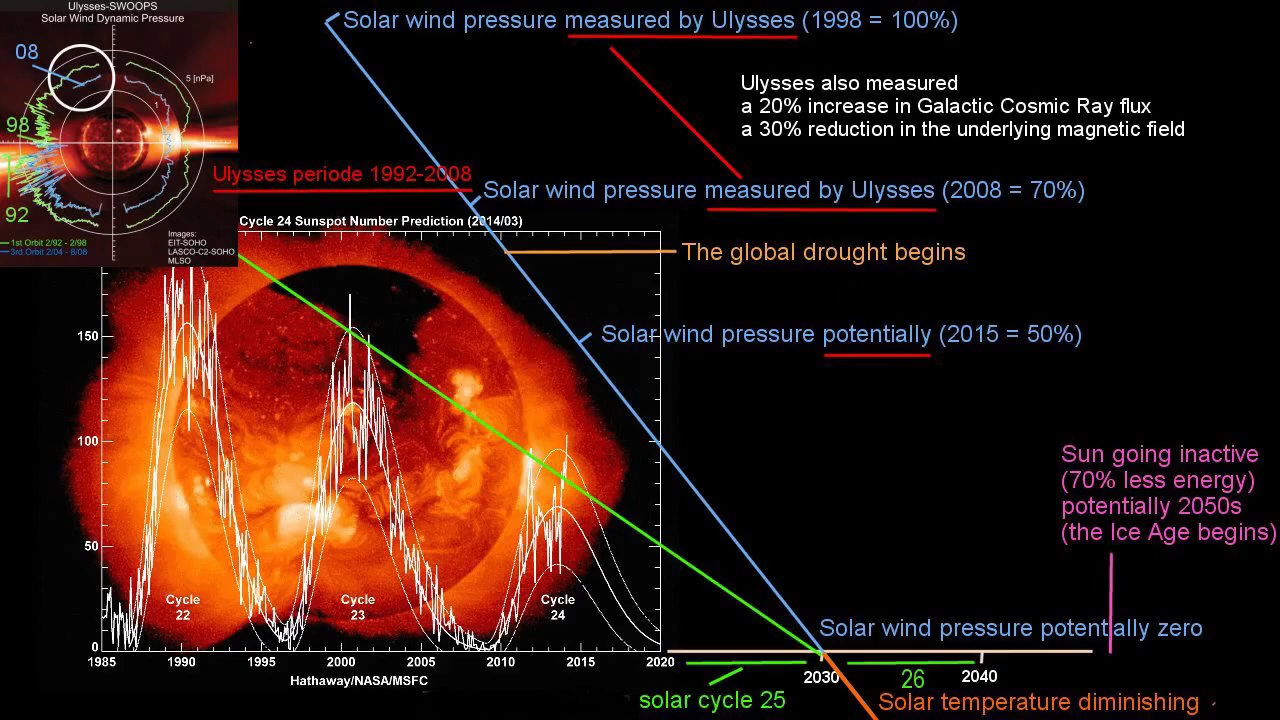 Ulysses-SWOOPS
Solar Wind Dynamic Pressure
08
5 [nPa]
1
98
92
1st Orbit 2/92 - 2/98
3rd Orbit 2/04 - 8/08
Images:
EIT-SOHO
LASCO-C2-SOHO
MLSO
Solar wind pressure measured by Ulysses (1998 = 100%)
Ulysses also measured
a 20% increase in Galactic Cosmic Ray flux
a 30% reduction in the underlying magnetic field
Ulysses periode 1992-2008
Solar wind pressure measured by Ulysses (2008 = 70%)
Cycle 24 Sunspot Number Prediction (2014/03)
The global drought begins
Solar wind pressure potentially (2015 = 50%)
150
100
50
0
Cycle
22
Cycle
23
Cycle
24
1985 1990 1995 2000 2005 2010 2015 2020
Hathaway/NASA/MSFC
Sun going inactive
(70% less energy)
potentially 2050s
(the Ice Age begins)
Solar wind pressure potentially zero
2030
26
2040
solar cycle 25
Solar temperature diminishing